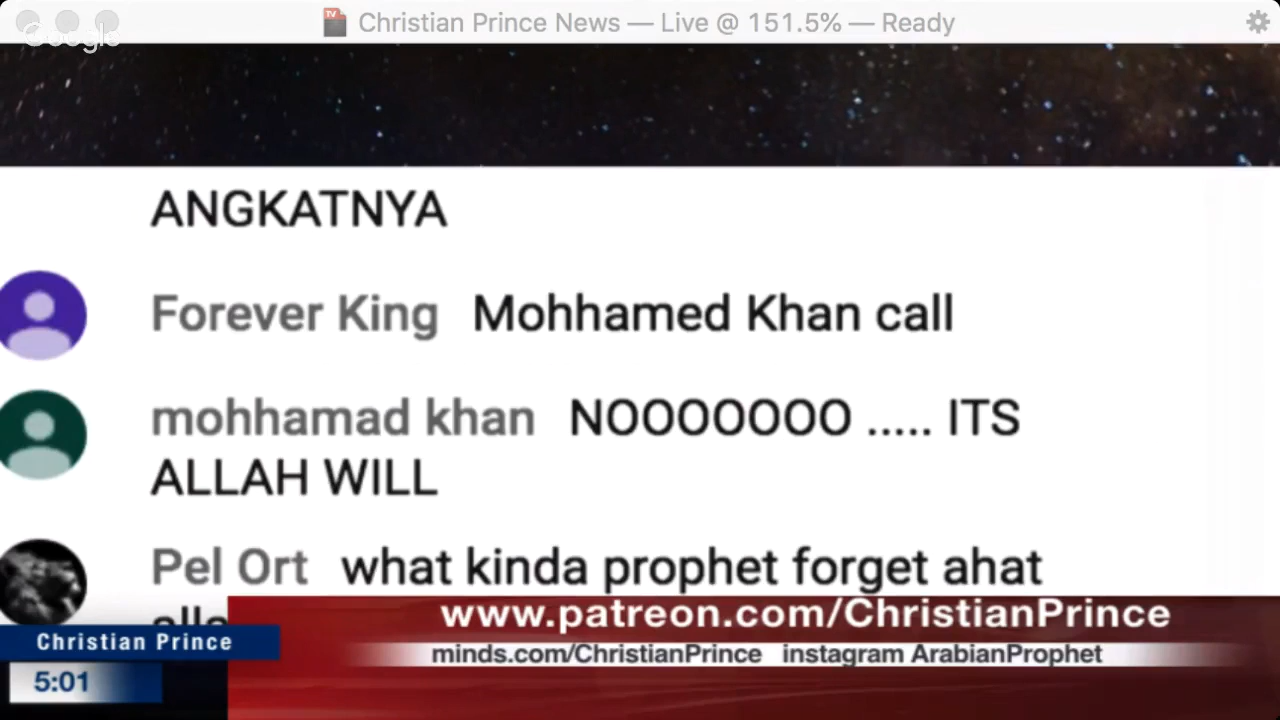 Christian Prince News — Live @ 151.5% — Ready
Google
ANGKATNYA
Forever King Mohhamed Khan call
mohhamad khan NOOOOOOO ..... ITS
ALLAH WILL
Pel Ort what kinda prophet forget ahat
www.patreon.com/ChristianPrince
Christian Prince
minds.com/ChristianPrince instagram ArabianProphet
5:01